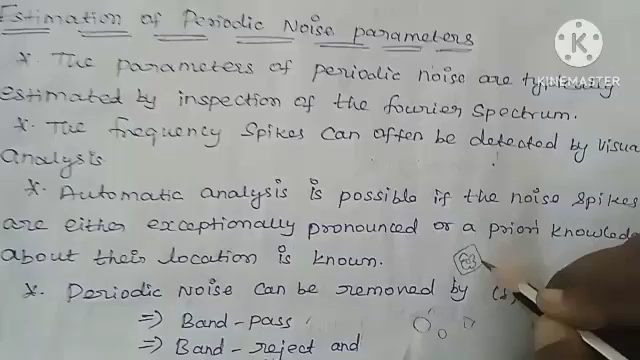 Estimation of Periodic Noise parameters
*. The parameters of periodic noise are typically
estimated by inspection of the fourier spectrum.
*. The frequency spikes can often be detected by visual
analysis
*. Automatic analysis is possible if the noise spikes
are either exceptionally pronounced or a priori knowledge
about their location is known.
*. Periodic Noise can be removed by
⇒ Band-pass
⇒ Band-reject and
KINEMASTER